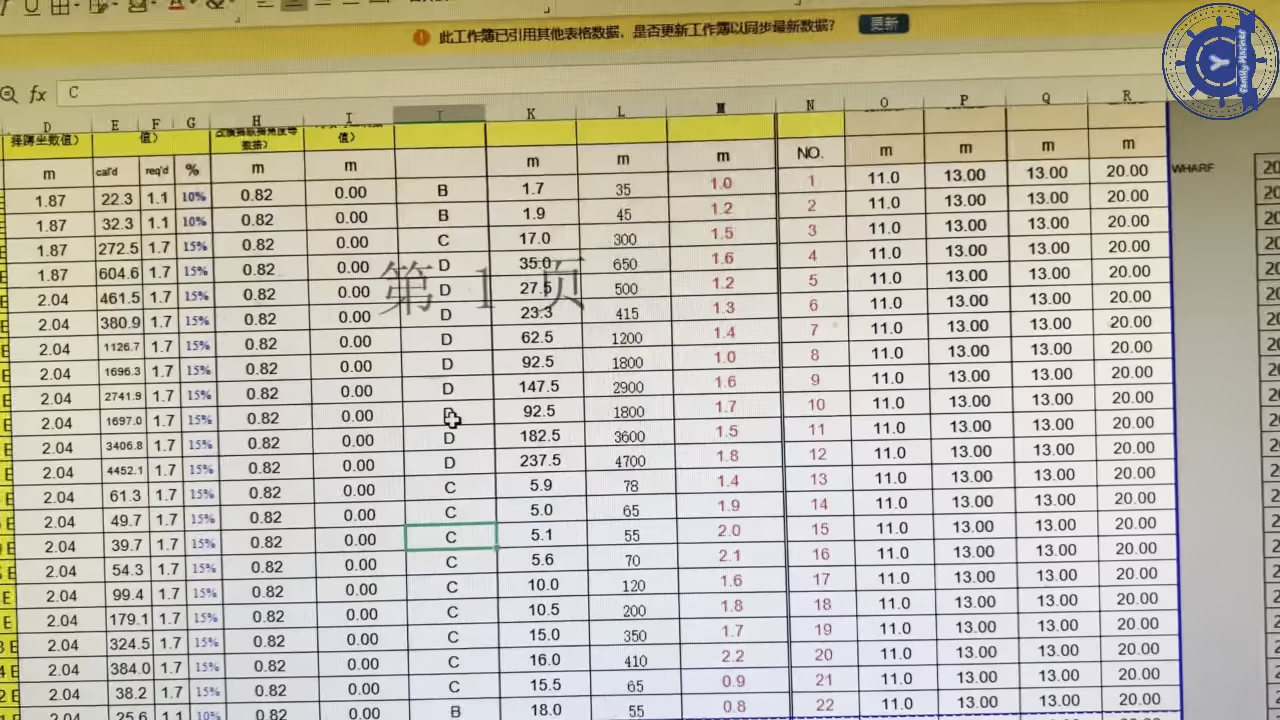 此工作簿已引用其他表格数据，是否更新工作簿以同步最新数据? 更新
Family Mariner
fx C
D E F G H I J K L M N O P Q R
择蹲坐数值） 值） 数据） 值）
m cal'd req'd % m m m m m NO. m m m m
1.87 22.3 1.1 10% 0.82 0.00 B 1.7 35 1.0 1 11.0 13.00 13.00 20.00 WHARF
1.87 32.3 1.1 10% 0.82 0.00 B 1.9 45 1.2 2 11.0 13.00 13.00 20.00
1.87 272.5 1.7 15% 0.82 0.00 C 17.0 300 1.5 3 11.0 13.00 13.00 20.00
1.87 604.6 1.7 15% 0.82 0.00 D 35.0 650 1.6 4 11.0 13.00 13.00 20.00
第 1 页
2.04 461.5 1.7 15% 0.82 0.00 D 27.5 500 1.2 5 11.0 13.00 13.00 20.00
2.04 380.9 1.7 15% 0.82 0.00 D 23.3 415 1.3 6 11.0 13.00 13.00 20.00
2.04 1126.7 1.7 15% 0.82 0.00 D 62.5 1200 1.4 7 11.0 13.00 13.00 20.00
2.04 1696.3 1.7 15% 0.82 0.00 D 92.5 1800 1.0 8 11.0 13.00 13.00 20.00
2.04 2741.9 1.7 15% 0.82 0.00 D 147.5 2900 1.6 9 11.0 13.00 13.00 20.00
2.04 1697.0 1.7 15% 0.82 0.00 D 92.5 1800 1.7 10 11.0 13.00 13.00 20.00
2.04 3406.8 1.7 15% 0.82 0.00 D 182.5 3600 1.5 11 11.0 13.00 13.00 20.00
2.04 4452.1 1.7 15% 0.82 0.00 D 237.5 4700 1.8 12 11.0 13.00 13.00 20.00
2.04 61.3 1.7 15% 0.82 0.00 C 5.9 78 1.4 13 11.0 13.00 13.00 20.00
2.04 49.7 1.7 15% 0.82 0.00 C 5.0 65 1.9 14 11.0 13.00 13.00 20.00
2.04 39.7 1.7 15% 0.82 0.00 C 5.1 55 2.0 15 11.0 13.00 13.00 20.00
2.04 54.3 1.7 15% 0.82 0.00 C 5.6 70 2.1 16 11.0 13.00 13.00 20.00
2.04 99.4 1.7 15% 0.82 0.00 C 10.0 120 1.6 17 11.0 13.00 13.00 20.00
2.04 179.1 1.7 15% 0.82 0.00 C 10.5 200 1.8 18 11.0 13.00 13.00 20.00
2.04 324.5 1.7 15% 0.82 0.00 C 15.0 350 1.7 19 11.0 13.00 13.00 20.00
2.04 384.0 1.7 15% 0.82 0.00 C 16.0 410 2.2 20 11.0 13.00 13.00 20.00
2.04 38.2 1.7 15% 0.82 0.00 C 15.5 65 0.9 21 11.0 13.00 13.00 20.00
2.04 25.6 1.1 10% 0.82 0.00 B 18.0 55 0.8 22 11.0 13.00 13.00 20.00